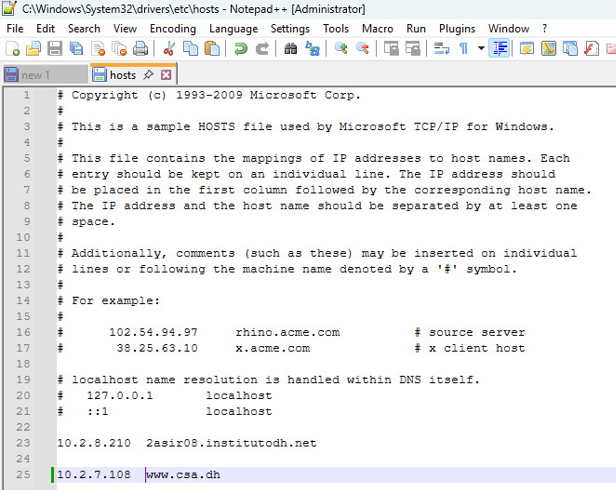 C:\Windows\System32\drivers\etc\hosts - Notepad++ [Administrator]
File Edit Search View Encoding Language Settings Tools Macro Run Plugins Window ?
new 1 hosts
1 # Copyright (c) 1993-2009 Microsoft Corp.
2 #
3 # This is a sample HOSTS file used by Microsoft TCP/IP for Windows.
4 #
5 # This file contains the mappings of IP addresses to host names. Each
6 # entry should be kept on an individual line. The IP address should
7 # be placed in the first column followed by the corresponding host name.
8 # The IP address and the host name should be separated by at least one
9 # space.
10 #
11 # Additionally, comments (such as these) may be inserted on individual
12 # lines or following the machine name denoted by a '#' symbol.
13 #
14 # For example:
15 #
16 # 102.54.94.97 rhino.acme.com # source server
17 # 38.25.63.10 x.acme.com # x client host
18
19 # localhost name resolution is handled within DNS itself.
20 # 127.0.0.1 localhost
21 # ::1 localhost
22
23 10.2.8.210 2asir08.institutodh.net
24
25 10.2.7.108 www.csa.dh